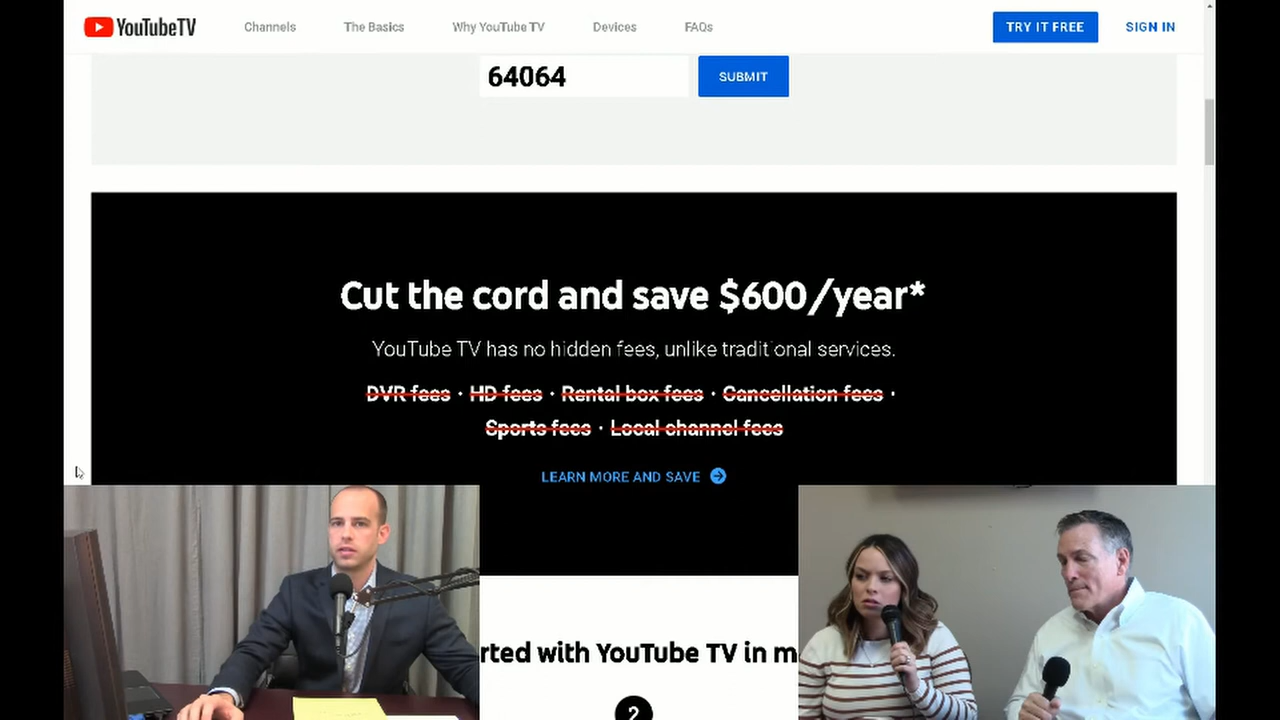 YouTubeTV
Channels
The Basics
Why YouTube TV
Devices
FAQs
TRY IT FREE
SIGN IN
64064
SUBMIT
Cut the cord and save $600/year*
YouTube TV has no hidden fees, unlike traditional services.
DVR fees · HD fees · Rental box fees · Cancellation fees ·
Sports fees · Local channel fees
LEARN MORE AND SAVE
rted with YouTube TV in m
2